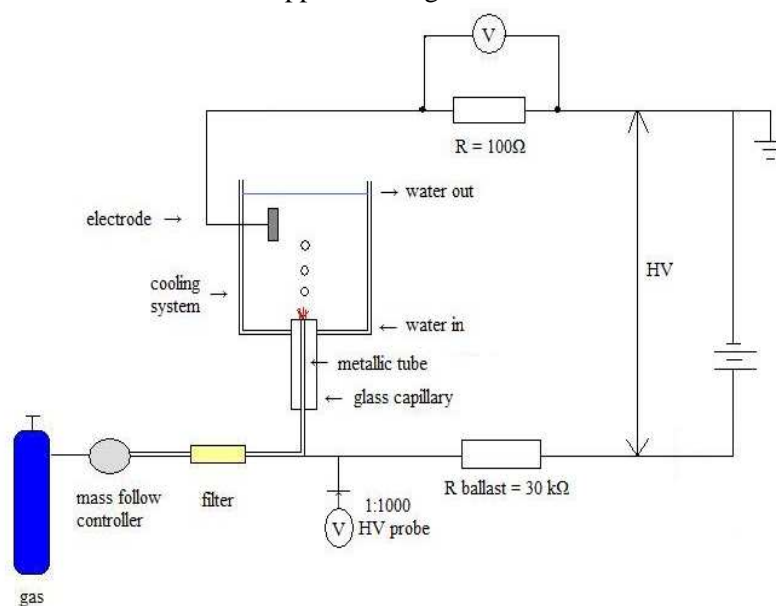 V
R = 100Ω
water out
electrode
HV
cooling
system
water in
metallic tube
glass capillary
mass follow
controller
filter
1:1000
HV probe
V
R ballast = 30 kΩ
gas